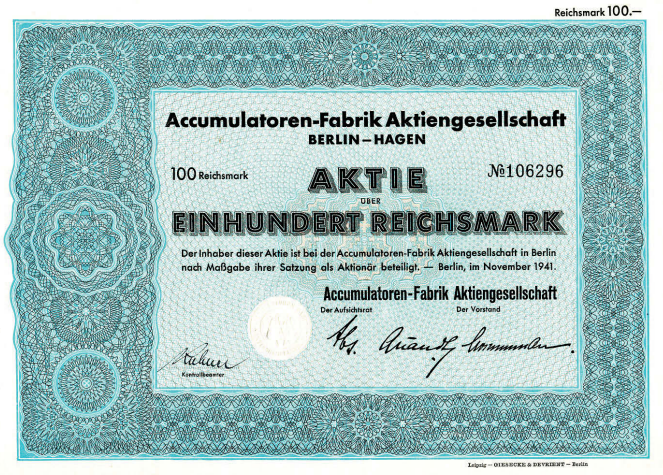 Reichsmark 100.—
Accumulatoren-Fabrik Aktiengesellschaft
BERLIN—HAGEN
100 Reichsmark AKTIE №106296
ÜBER
EINHUNDERT REICHSMARK
Der Inhaber dieser Aktie ist bei der Accumulatoren-Fabrik Aktiengesellschaft in Berlin
nach Maßgabe ihrer Satzung als Aktionär beteiligt. — Berlin, im November 1941.
Accumulatoren-Fabrik Aktiengesellschaft
Der Aufsichtsrat Der Vorstand
Quandt
Kontrollbeamter
Leipzig — GIESECKE & DEVRIENT — Berlin